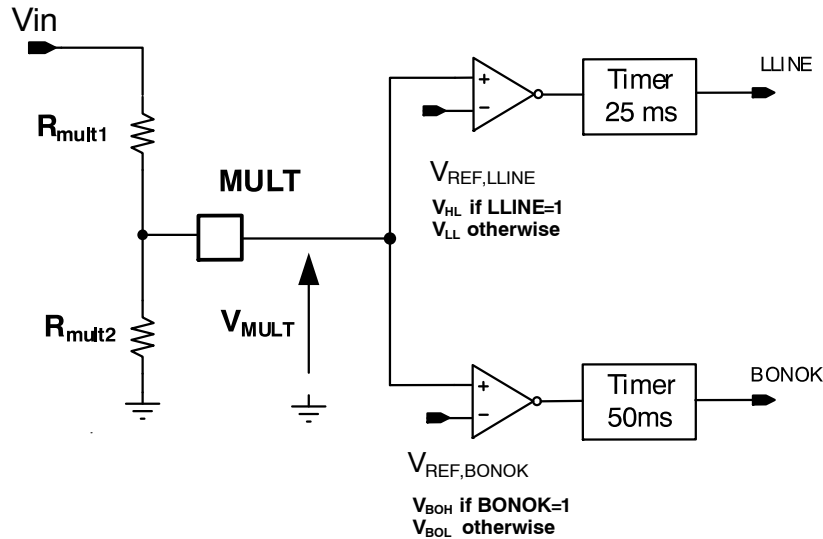 Vin
Rmult1
MULT
Rmult2
VMULT
+
−
Timer
25 ms
LLINE
VREF,LLINE
VHL if LLINE=1
VLL otherwise
+
−
Timer
50ms
BONOK
VREF,BONOK
VBOH if BONOK=1
VBOL otherwise